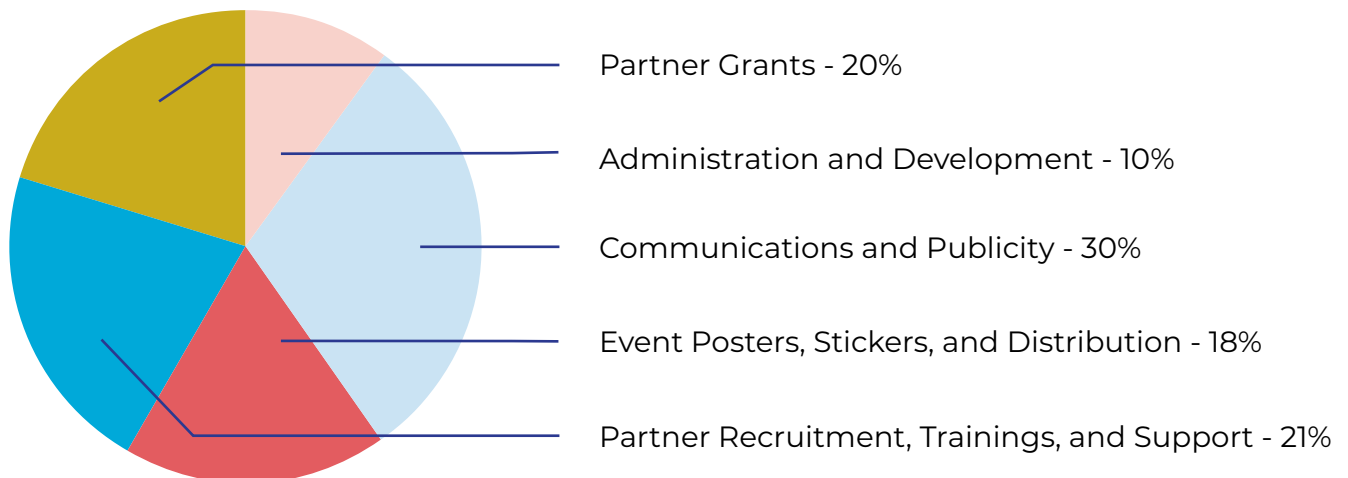 Partner Grants - 20%
Administration and Development - 10%
Communications and Publicity - 30%
Event Posters, Stickers, and Distribution - 18%
Partner Recruitment, Trainings, and Support - 21%